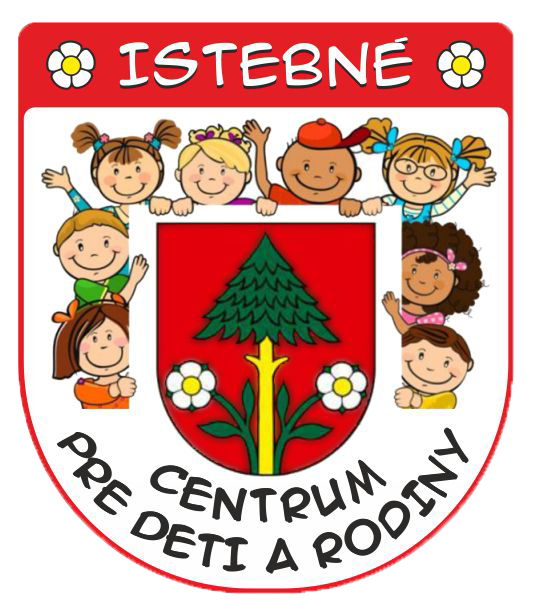 ISTEBNÉ
CENTRUM
PRE DETI A RODINY